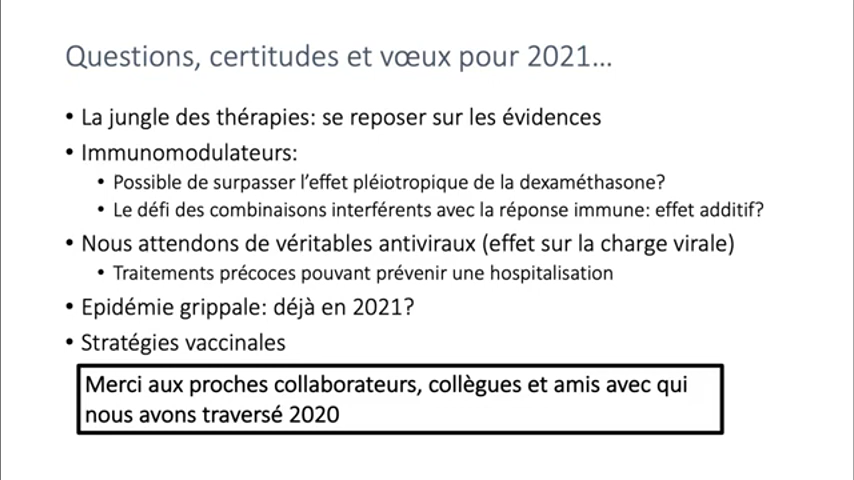 Questions, certitudes et vœux pour 2021...
• La jungle des thérapies: se reposer sur les évidences
• Immunomodulateurs:
• Possible de surpasser l'effet pléiotropique de la dexaméthasone?
• Le défi des combinaisons interférents avec la réponse immune: effet additif?
• Nous attendons de véritables antiviraux (effet sur la charge virale)
• Traitements précoces pouvant prévenir une hospitalisation
• Epidémie grippale: déjà en 2021?
• Stratégies vaccinales
Merci aux proches collaborateurs, collègues et amis avec qui
nous avons traversé 2020